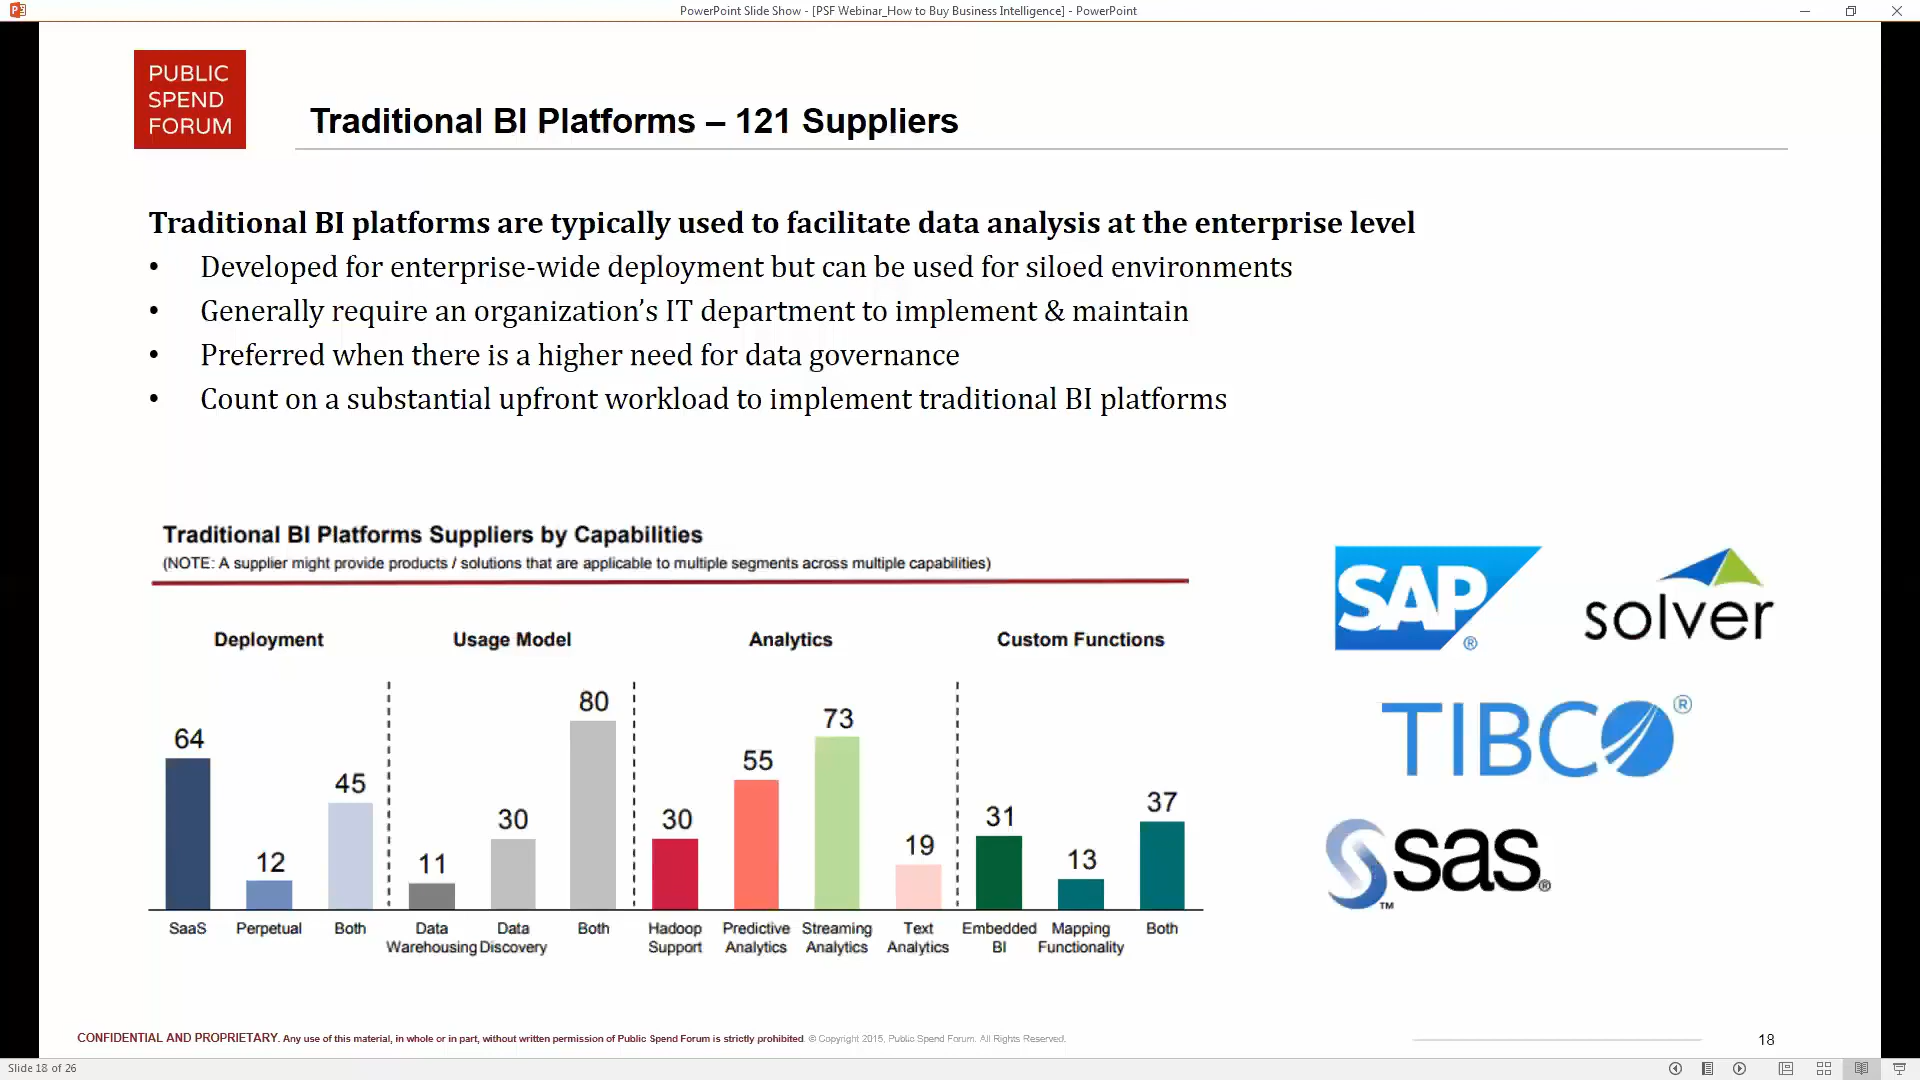 PowerPoint Slide Show - [PSF Webinar_How to Buy Business Intelligence] - PowerPoint
PUBLIC
SPEND
FORUM
Traditional BI Platforms – 121 Suppliers
Traditional BI platforms are typically used to facilitate data analysis at the enterprise level
• Developed for enterprise-wide deployment but can be used for siloed environments
• Generally require an organization’s IT department to implement & maintain
• Preferred when there is a higher need for data governance
• Count on a substantial upfront workload to implement traditional BI platforms
Traditional BI Platforms Suppliers by Capabilities
(NOTE: A supplier might provide products / solutions that are applicable to multiple segments across multiple capabilities)
Deployment Usage Model Analytics Custom Functions
64 12 45 11 30 80 30 55 73 19 31 13 37
SaaS Perpetual Both Data Data Both Hadoop Predictive Streaming Text Embedded Mapping Both
Warehousing Discovery Support Analytics Analytics Analytics BI Functionality
SAP®
solver
TIBCO®
sas®
™
CONFIDENTIAL AND PROPRIETARY. Any use of this material, in whole or in part, without written permission of Public Spend Forum is strictly prohibited. © Copyright 2015, Public Spend Forum. All Rights Reserved.
18
Slide 18 of 26